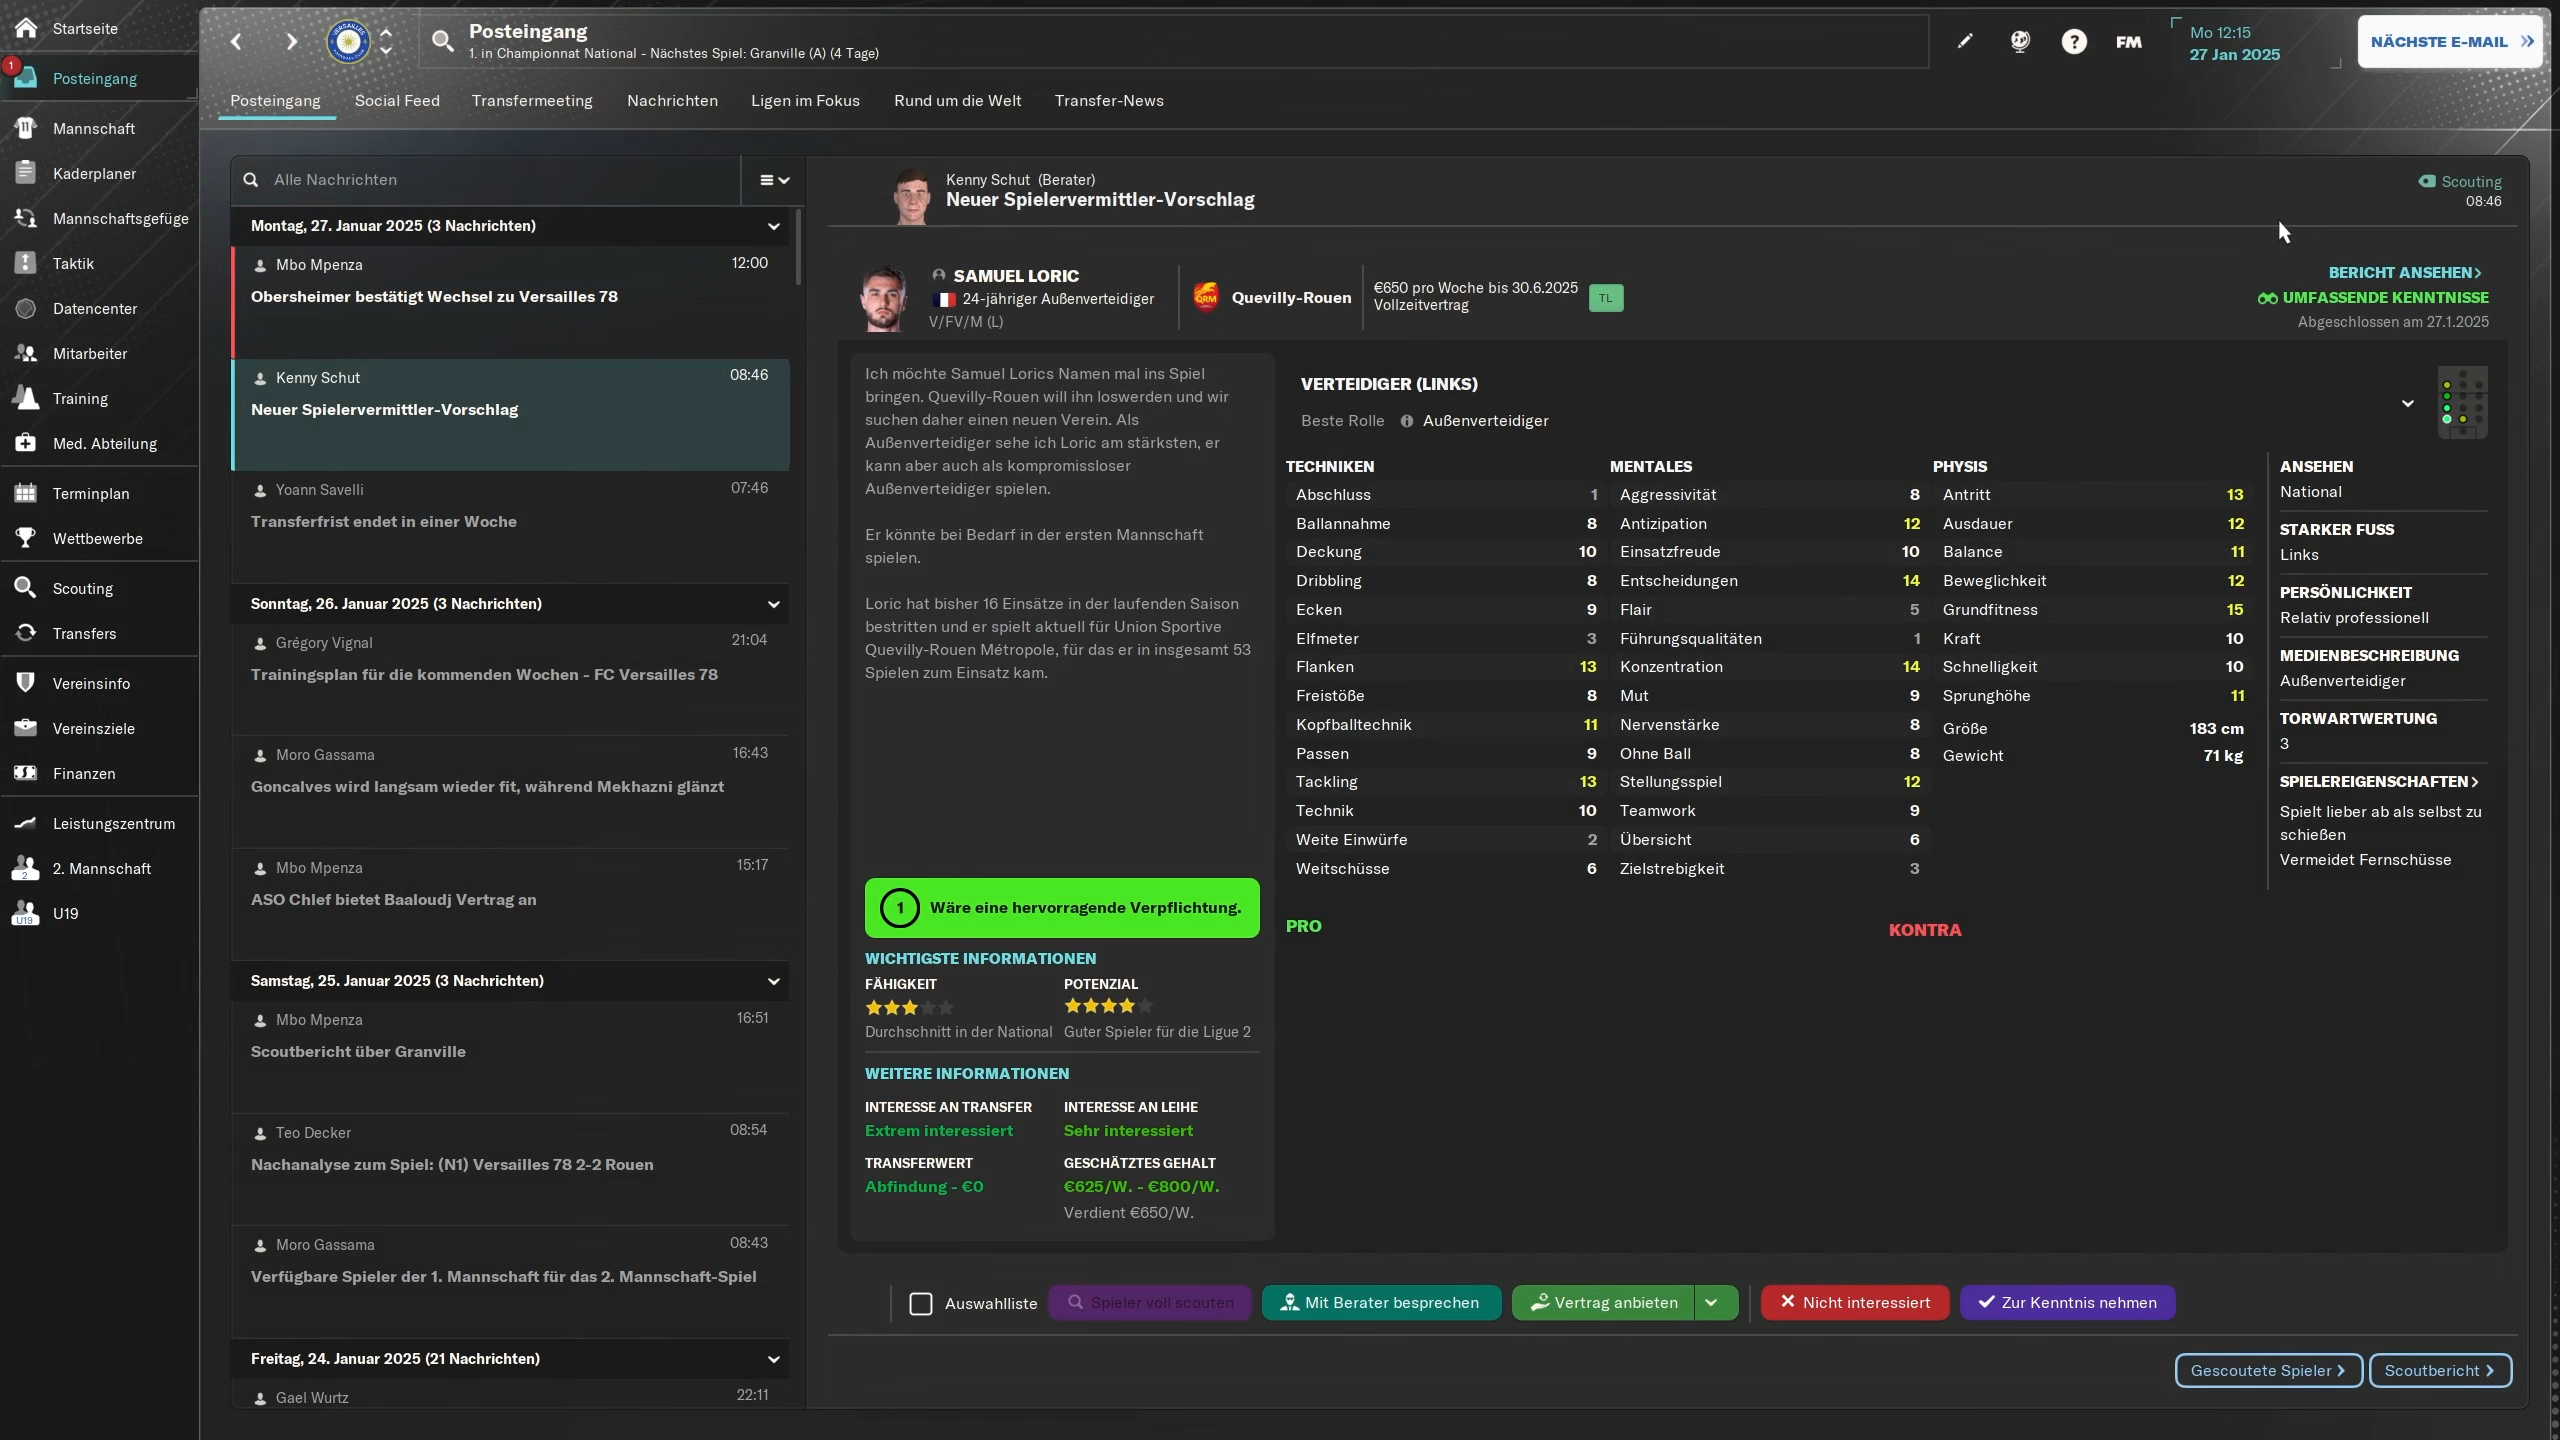 Startseite
1
Posteingang
Mannschaft
Kaderplaner
Mannschaftsgefüge
Taktik
Datencenter
Mitarbeiter
Training
Med. Abteilung
Terminplan
Wettbewerbe
Scouting
Transfers
Vereinsinfo
Vereinsziele
Finanzen
Leistungszentrum
2. Mannschaft
U19
Posteingang
1. in Championnat National - Nächstes Spiel: Granville (A) (4 Tage)
FM
Mo 12:15
27 Jan 2025
NÄCHSTE E-MAIL
Posteingang Social Feed Transfermeeting Nachrichten Ligen im Fokus Rund um die Welt Transfer-News
Alle Nachrichten
Montag, 27. Januar 2025 (3 Nachrichten)
Mbo Mpenza 12:00
Obersheimer bestätigt Wechsel zu Versailles 78
Kenny Schut 08:46
Neuer Spielervermittler-Vorschlag
Yoann Savelli 07:46
Transferfrist endet in einer Woche
Sonntag, 26. Januar 2025 (3 Nachrichten)
Grégory Vignal 21:04
Trainingsplan für die kommenden Wochen - FC Versailles 78
Moro Gassama 16:43
Goncalves wird langsam wieder fit, während Mekhazni glänzt
Mbo Mpenza 15:17
ASO Chlef bietet Baaloudj Vertrag an
Samstag, 25. Januar 2025 (3 Nachrichten)
Mbo Mpenza 16:51
Scoutbericht über Granville
Teo Decker 08:54
Nachanalyse zum Spiel: (N1) Versailles 78 2-2 Rouen
Moro Gassama 08:43
Verfügbare Spieler der 1. Mannschaft für das 2. Mannschaft-Spiel
Freitag, 24. Januar 2025 (21 Nachrichten)
Gael Wurtz 22:11
Kenny Schut (Berater)
Neuer Spielervermittler-Vorschlag
Scouting
08:46
SAMUEL LORIC
24-jähriger Außenverteidiger
V/FV/M (L)
QRM
Quevilly-Rouen
€650 pro Woche bis 30.6.2025
Vollzeitvertrag
TL
BERICHT ANSEHEN
UMFASSENDE KENNTNISSE
Abgeschlossen am 27.1.2025
Ich möchte Samuel Lorics Namen mal ins Spiel
bringen. Quevilly-Rouen will ihn loswerden und wir
suchen daher einen neuen Verein. Als
Außenverteidiger sehe ich Loric am stärksten, er
kann aber auch als kompromissloser
Außenverteidiger spielen.
Er könnte bei Bedarf in der ersten Mannschaft
spielen.
Loric hat bisher 16 Einsätze in der laufenden Saison
bestritten und er spielt aktuell für Union Sportive
Quevilly-Rouen Métropole, für das er in insgesamt 53
Spielen zum Einsatz kam.
1 Wäre eine hervorragende Verpflichtung.
WICHTIGSTE INFORMATIONEN
FÄHIGKEIT POTENZIAL
Durchschnitt in der National Guter Spieler für die Ligue 2
WEITERE INFORMATIONEN
INTERESSE AN TRANSFER INTERESSE AN LEIHE
Extrem interessiert Sehr interessiert
TRANSFERWERT GESCHÄTZTES GEHALT
Abfindung - €0 €625/W. - €800/W.
Verdient €650/W.
VERTEIDIGER (LINKS)
Beste Rolle Außenverteidiger
TECHNIKEN MENTALES PHYSIS
Abschluss 1 Aggressivität 8 Antritt 13
Ballannahme 8 Antizipation 12 Ausdauer 12
Deckung 10 Einsatzfreude 10 Balance 11
Dribbling 8 Entscheidungen 14 Beweglichkeit 12
Ecken 9 Flair 5 Grundfitness 15
Elfmeter 3 Führungsqualitäten 1 Kraft 10
Flanken 13 Konzentration 14 Schnelligkeit 10
Freistöße 8 Mut 9 Sprunghöhe 11
Kopfballtechnik 11 Nervenstärke 8 Größe 183 cm
Passen 9 Ohne Ball 8 Gewicht 71 kg
Tackling 13 Stellungsspiel 12
Technik 10 Teamwork 9
Weite Einwürfe 2 Übersicht 6
Weitschüsse 6 Zielstrebigkeit 3
ANSEHEN
National
STARKER FUSS
Links
PERSÖNLICHKEIT
Relativ professionell
MEDIENBESCHREIBUNG
Außenverteidiger
TORWARTWERTUNG
3
SPIELEREIGENSCHAFTEN
Spielt lieber ab als selbst zu
schießen
Vermeidet Fernschüsse
PRO KONTRA
Auswahlliste Spieler voll scouten Mit Berater besprechen Vertrag anbieten Nicht interessiert Zur Kenntnis nehmen
Gescoutete Spieler Scoutbericht